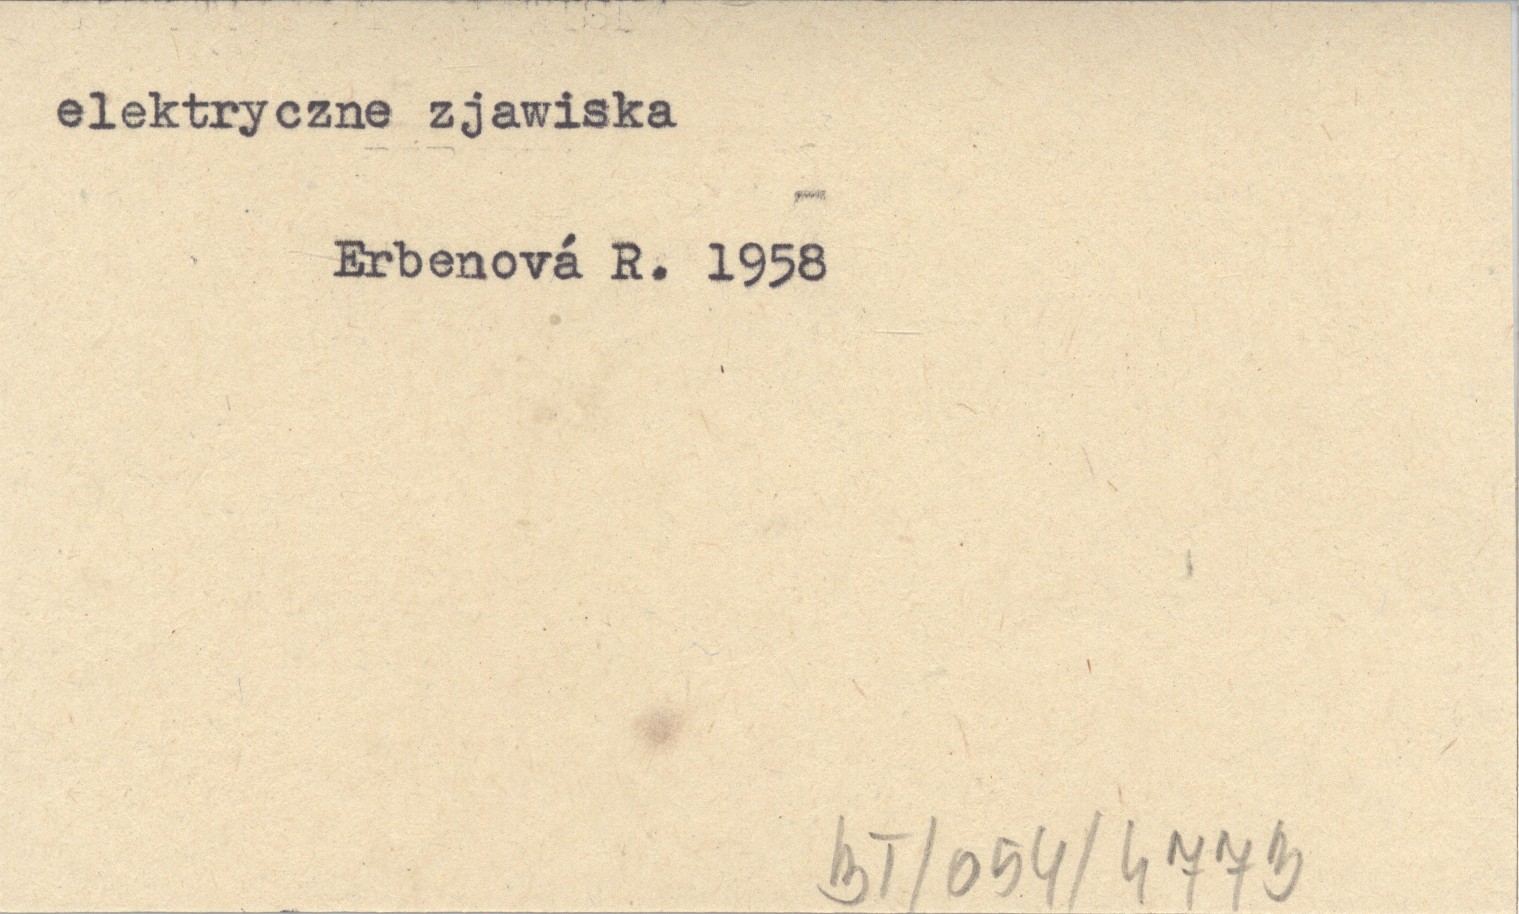 elektryczne zjawiska
Erbenová R. 1958
BT/054/4773